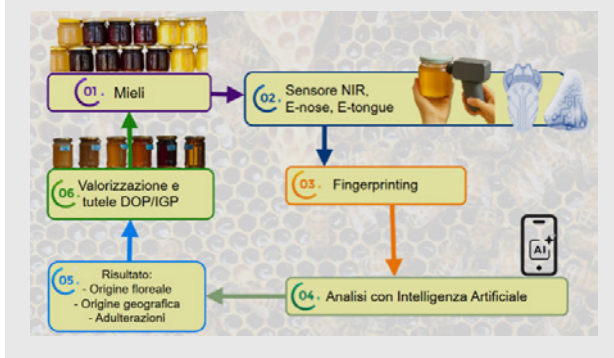 01. Mieli
02. Sensore NIR,
E-nose, E-tongue
03. Fingerprinting
AI
04. Analisi con Intelligenza Artificiale
05. Risultato:
- Origine floreale
- Origine geografica
- Adulterazioni
06. Valorizzazione e
tutele DOP/IGP